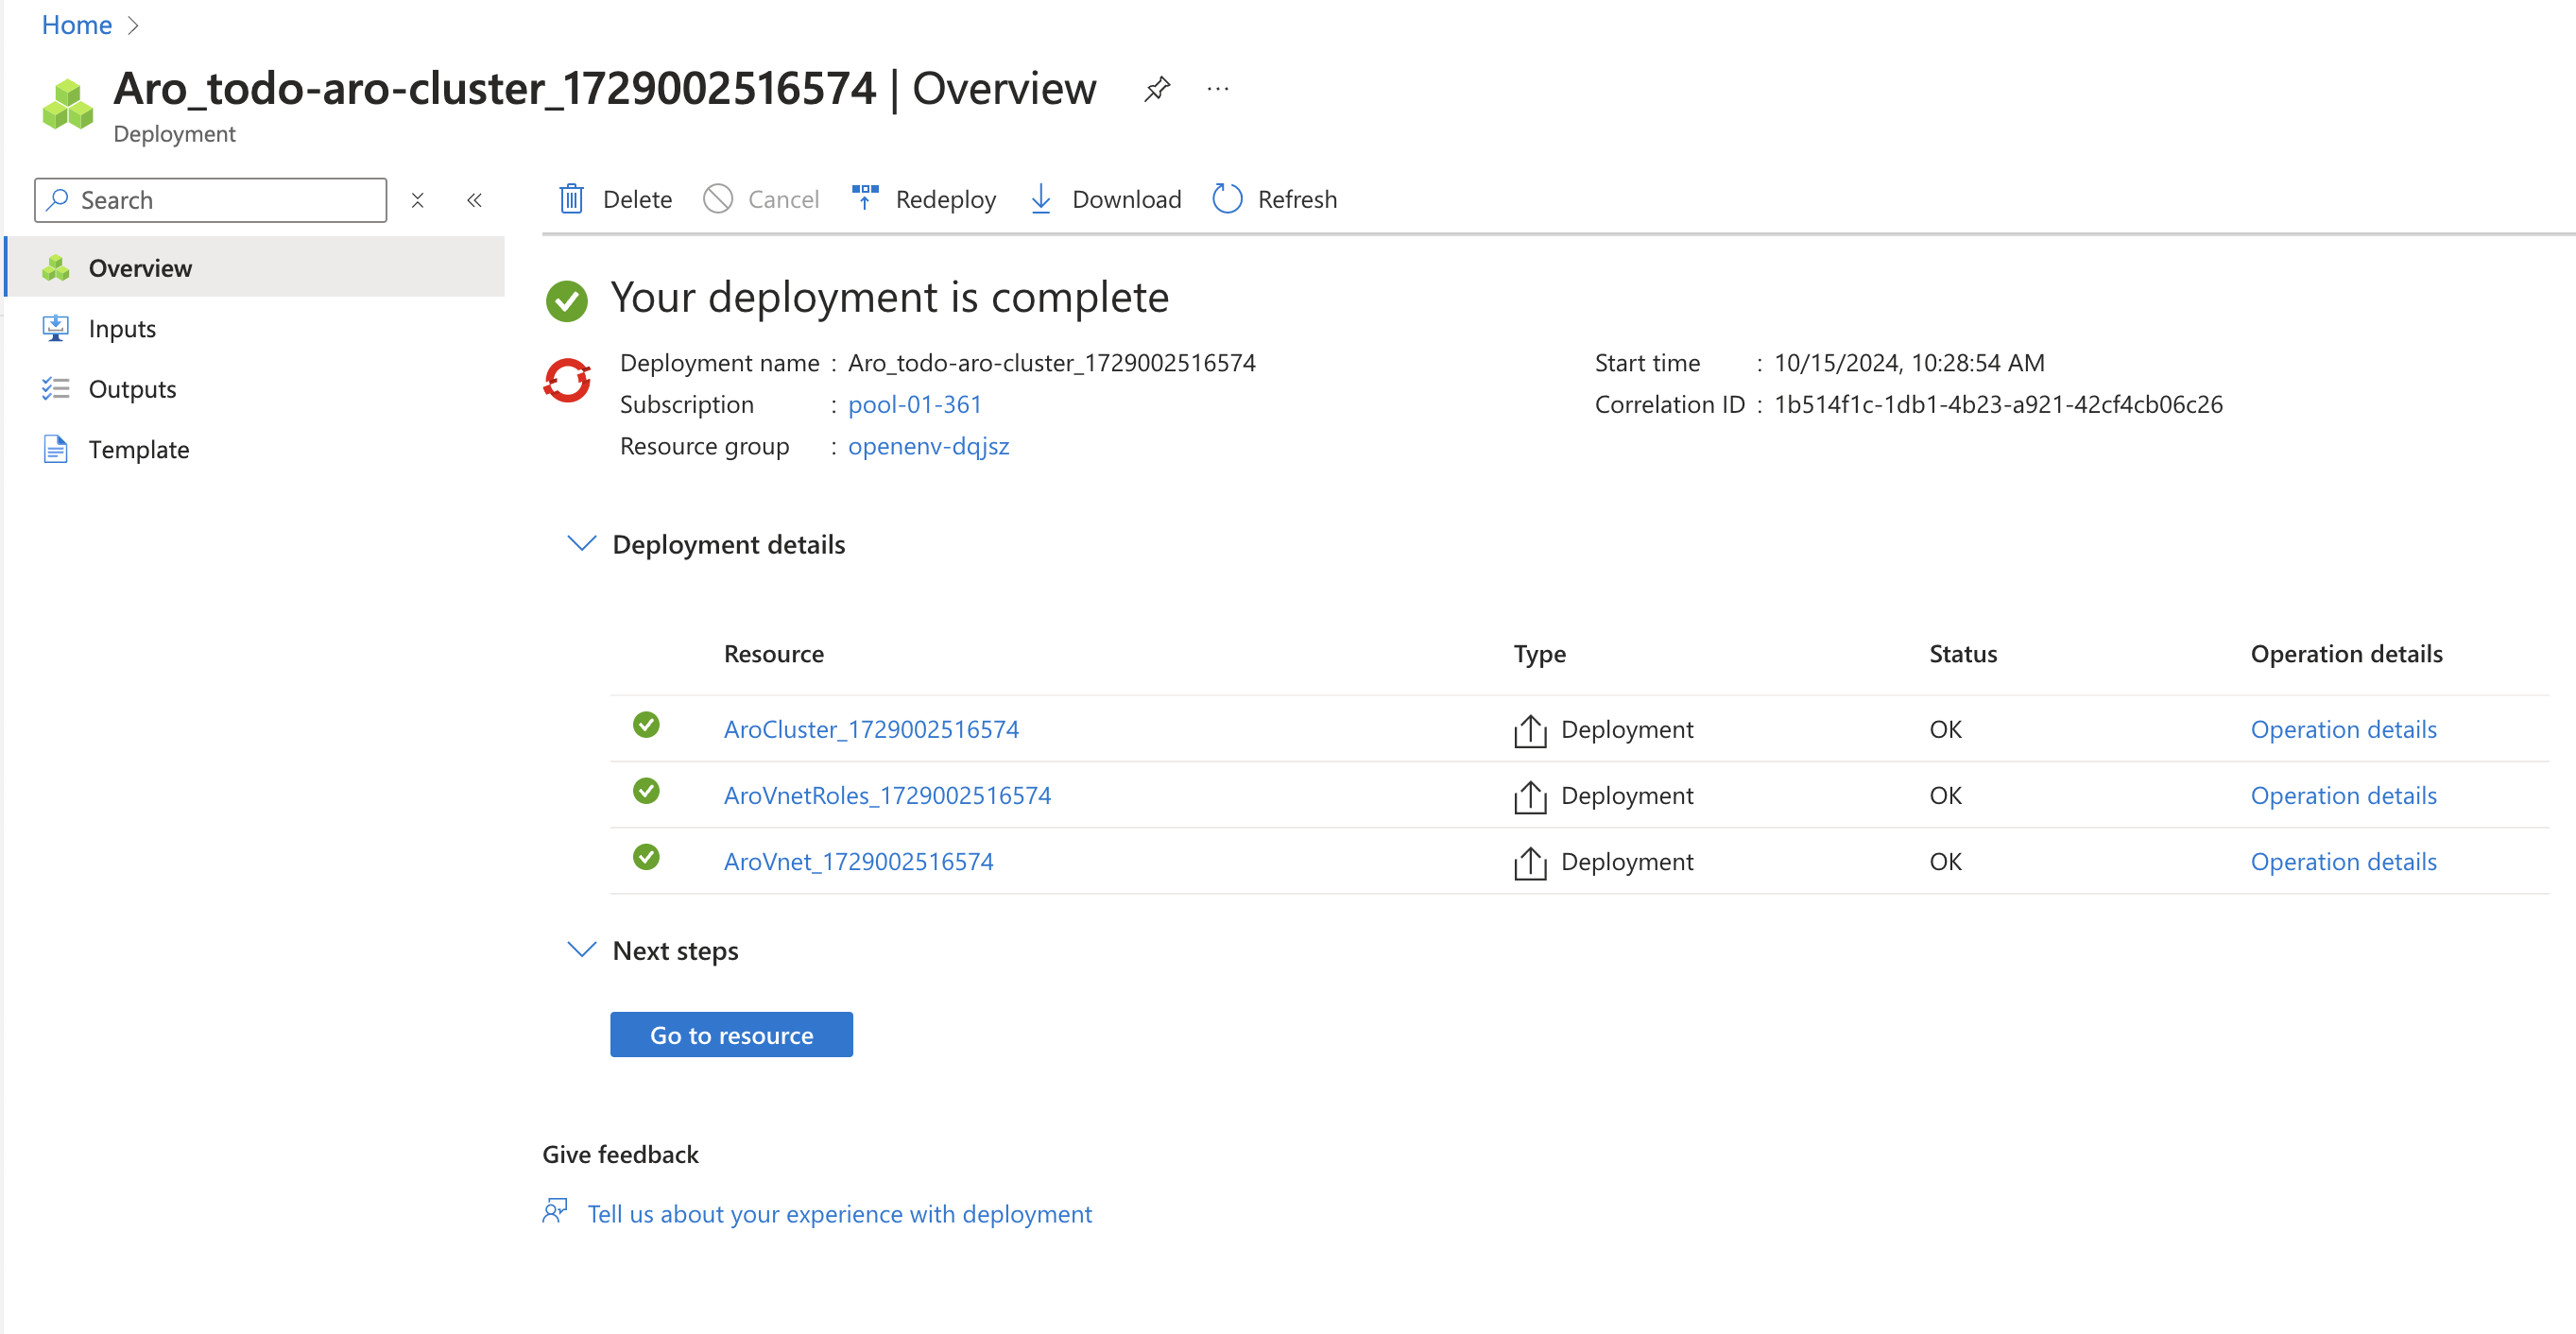 Home
Aro_todo-aro-cluster_1729002516574 | Overview
Deployment
Search
Delete Cancel Redeploy Download Refresh
Overview
Inputs
Outputs
Template
Your deployment is complete
Deployment name : Aro_todo-aro-cluster_1729002516574
Subscription : pool-01-361
Resource group : openenv-dqjsz
Start time : 10/15/2024, 10:28:54 AM
Correlation ID : 1b514f1c-1db1-4b23-a921-42cf4cb06c26
Deployment details
Resource Type Status Operation details
AroCluster_1729002516574 Deployment OK Operation details
AroVnetRoles_1729002516574 Deployment OK Operation details
AroVnet_1729002516574 Deployment OK Operation details
Next steps
Go to resource
Give feedback
Tell us about your experience with deployment